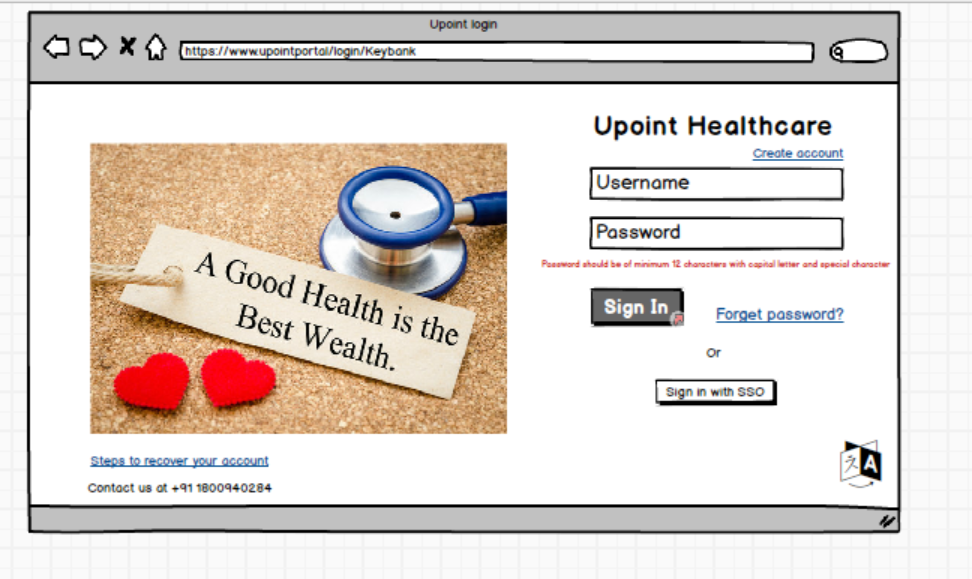 Upoint login
https://www.upointportal/login/Keybank
Upoint Healthcare
Create account
Username
Password
Password should be of minimum 12 characters with capital letter and special character
Sign In
Forget password?
Or
Sign in with SSO
A Good Health is the
Best Wealth.
Steps to recover your account
Contact us at +91 1800940284
A